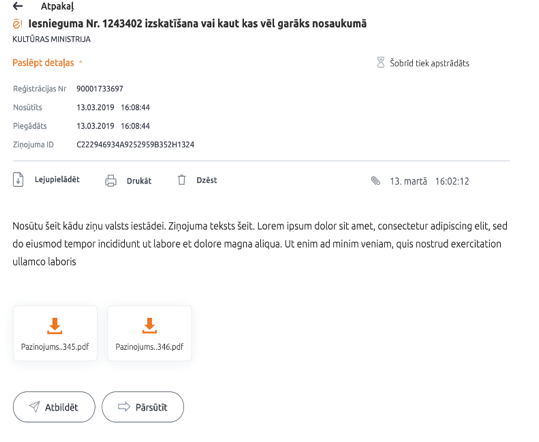 Atpakaļ
Iesnieguma Nr. 1243402 izskatīšana vai kaut kas vēl garāks nosaukumā
KULTŪRAS MINISTRIJA
Paslēpt detaļas
Šobrīd tiek apstrādāts
Reģistrācijas Nr 90001733697
Nosūtīts 13.03.2019 16:08:44
Piegādāts 13.03.2019 16:08:44
Ziņojuma ID C222946934A9252959B352H1324
Lejupielādēt Drukāt Dzēst 13. martā 16:02:12
Nosūtu šeit kādu ziņu valsts iestādei. Ziņojuma teksts šeit. Lorem ipsum dolor sit amet, consectetur adipiscing elit, sed
do eiusmod tempor incididunt ut labore et dolore magna aliqua. Ut enim ad minim veniam, quis nostrud exercitation
ullamco laboris
Pazinojums..345.pdf Pazinojums..346.pdf
Atbildēt Pārsūtīt